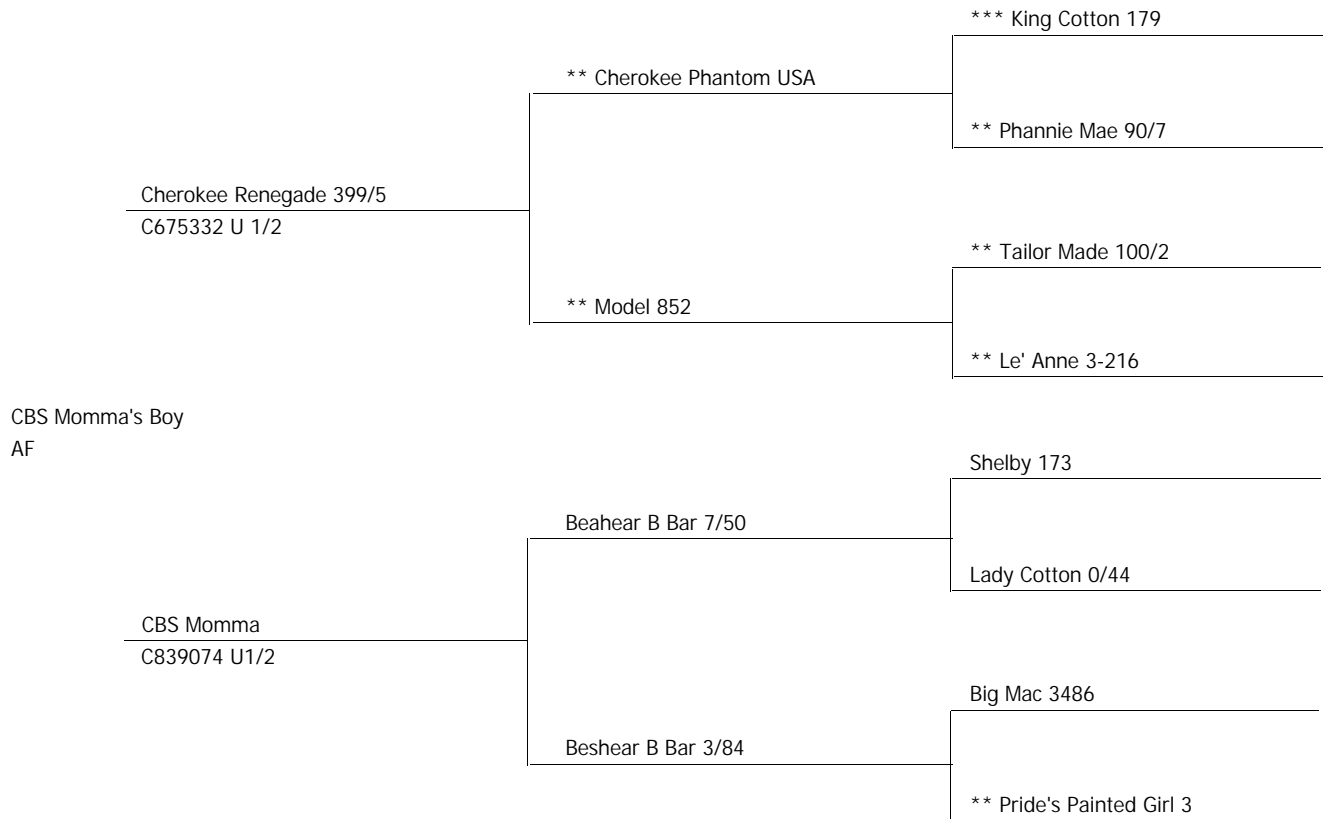 *** King Cotton 179
** Cherokee Phantom USA
** Phannie Mae 90/7
Cherokee Renegade 399/5
C675332 U 1/2
** Tailor Made 100/2
** Model 852
** Le' Anne 3-216
CBS Momma's Boy
AF
Shelby 173
Beahear B Bar 7/50
Lady Cotton 0/44
CBS Momma
C839074 U1/2
Big Mac 3486
Beshear B Bar 3/84
** Pride's Painted Girl 3